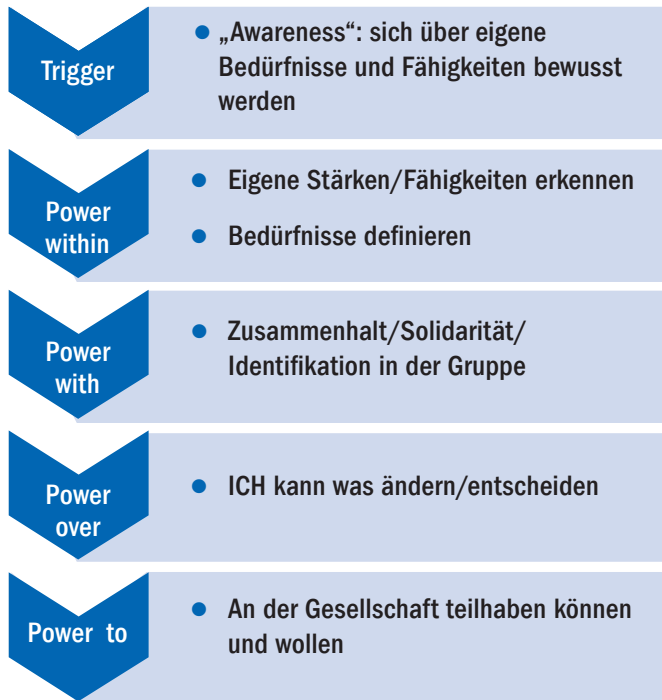 Trigger
• „Awareness“: sich über eigene
Bedürfnisse und Fähigkeiten bewusst
werden
Power
within
• Eigene Stärken/Fähigkeiten erkennen
• Bedürfnisse definieren
Power
with
• Zusammenhalt/Solidarität/
Identifikation in der Gruppe
Power
over
• ICH kann was ändern/entscheiden
Power to
• An der Gesellschaft teilhaben können
und wollen